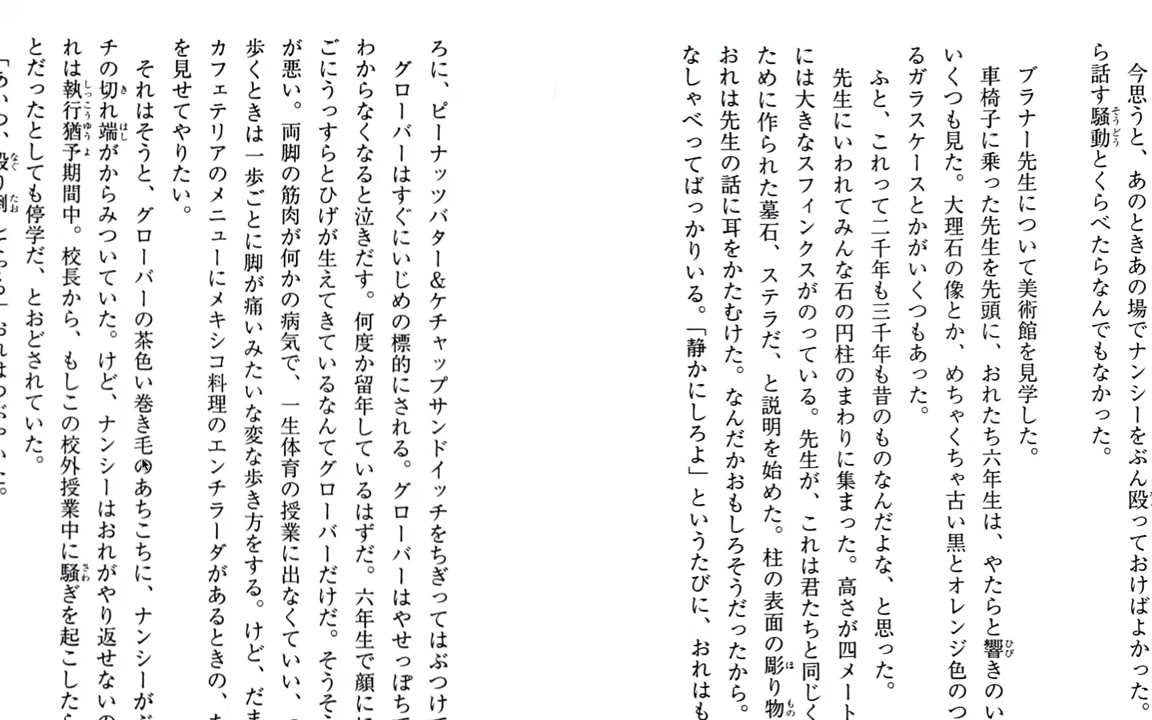 今思うと、あのときあの場でナンシーをぶん殴っておけばよかった。
ら話す騒動とくらべたらなんでもなかった。
ブラナー先生について美術館を見学した。
車椅子に乗った先生を先頭に、おれたち六年生は、やたらと響きのい
いくつも見た。大理石の像とか、めちゃくちゃ古い黒とオレンジ色のつ
るガラスケースとかがいくつもあった。
ふと、これって二千年も三千年も昔のものなんだよな、と思った。
先生にいわれてみんな石の円柱のまわりに集まった。高さが四メート
には大きなスフィンクスがのっている。先生が、これは君たちと同じく
ために作られた墓石、ステラだ、と説明を始めた。柱の表面の彫り物
おれは先生の話に耳をかたむけた。なんだかおもしろそうだったから。
なしゃべってばっかりいる。「静かにしろよ」というたびに、おれはも
ろに、ピーナッツバター＆ケチャップサンドイッチをちぎってはぶつけて
グローバーはすぐにいじめの標的にされる。グローバーはやせっぽちで
わからなくなると泣きだす。何度か留年しているはずだ。六年生で顔にに
ごにうっすらとひげが生えてきているなんてグローバーだけだ。そうそう
が悪い。両脚の筋肉が何かの病気で、一生体育の授業に出なくていい、
歩くときは一歩ごとに脚が痛いみたいな変な歩き方をする。けど、だま
カフェテリアのメニューにメキシコ料理のエンチラーダがあるときの、
を見せてやりたい。
それはそうと、グローバーの茶色い巻き毛のあちこちに、ナンシーがぶ
チの切れ端がからみついていた。けど、ナンシーはおれがやり返せないの
れは執行猶予期間中。校長から、もしこの校外授業中に騒ぎを起こしたら
とだったとしても停学だ、とおどされていた。